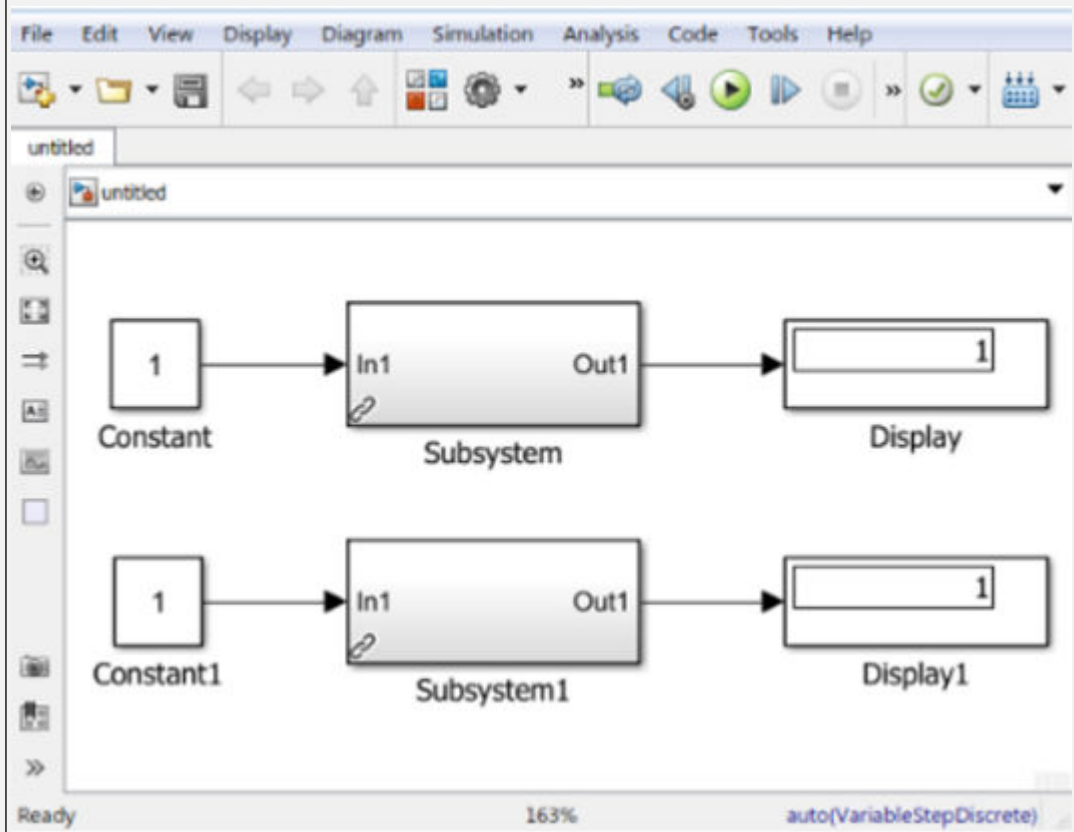 File Edit View Display Diagram Simulation Analysis Code Tools Help
untitled
untitled
1
In1
Out1
1
Constant
Subsystem
Display
1
In1
Out1
1
Constant1
Subsystem1
Display1
Ready 163% auto(VariableStepDiscrete)